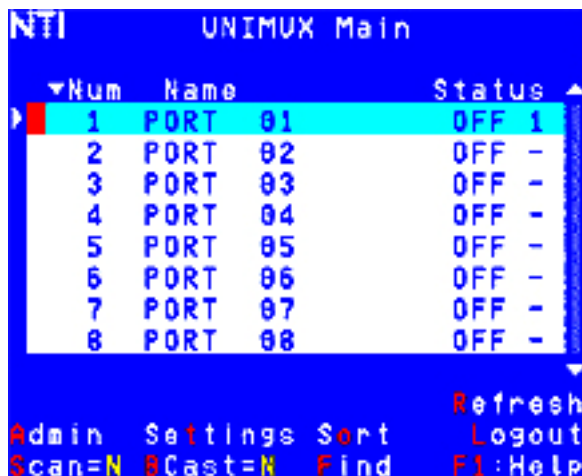 NTI UNIMUX Main
▼Num Name Status
1 PORT 01 OFF 1
2 PORT 02 OFF -
3 PORT 03 OFF -
4 PORT 04 OFF -
5 PORT 05 OFF -
6 PORT 06 OFF -
7 PORT 07 OFF -
8 PORT 08 OFF -
Refresh
Admin Settings Sort Logout
Scan=N BCast=N Find F1:Help